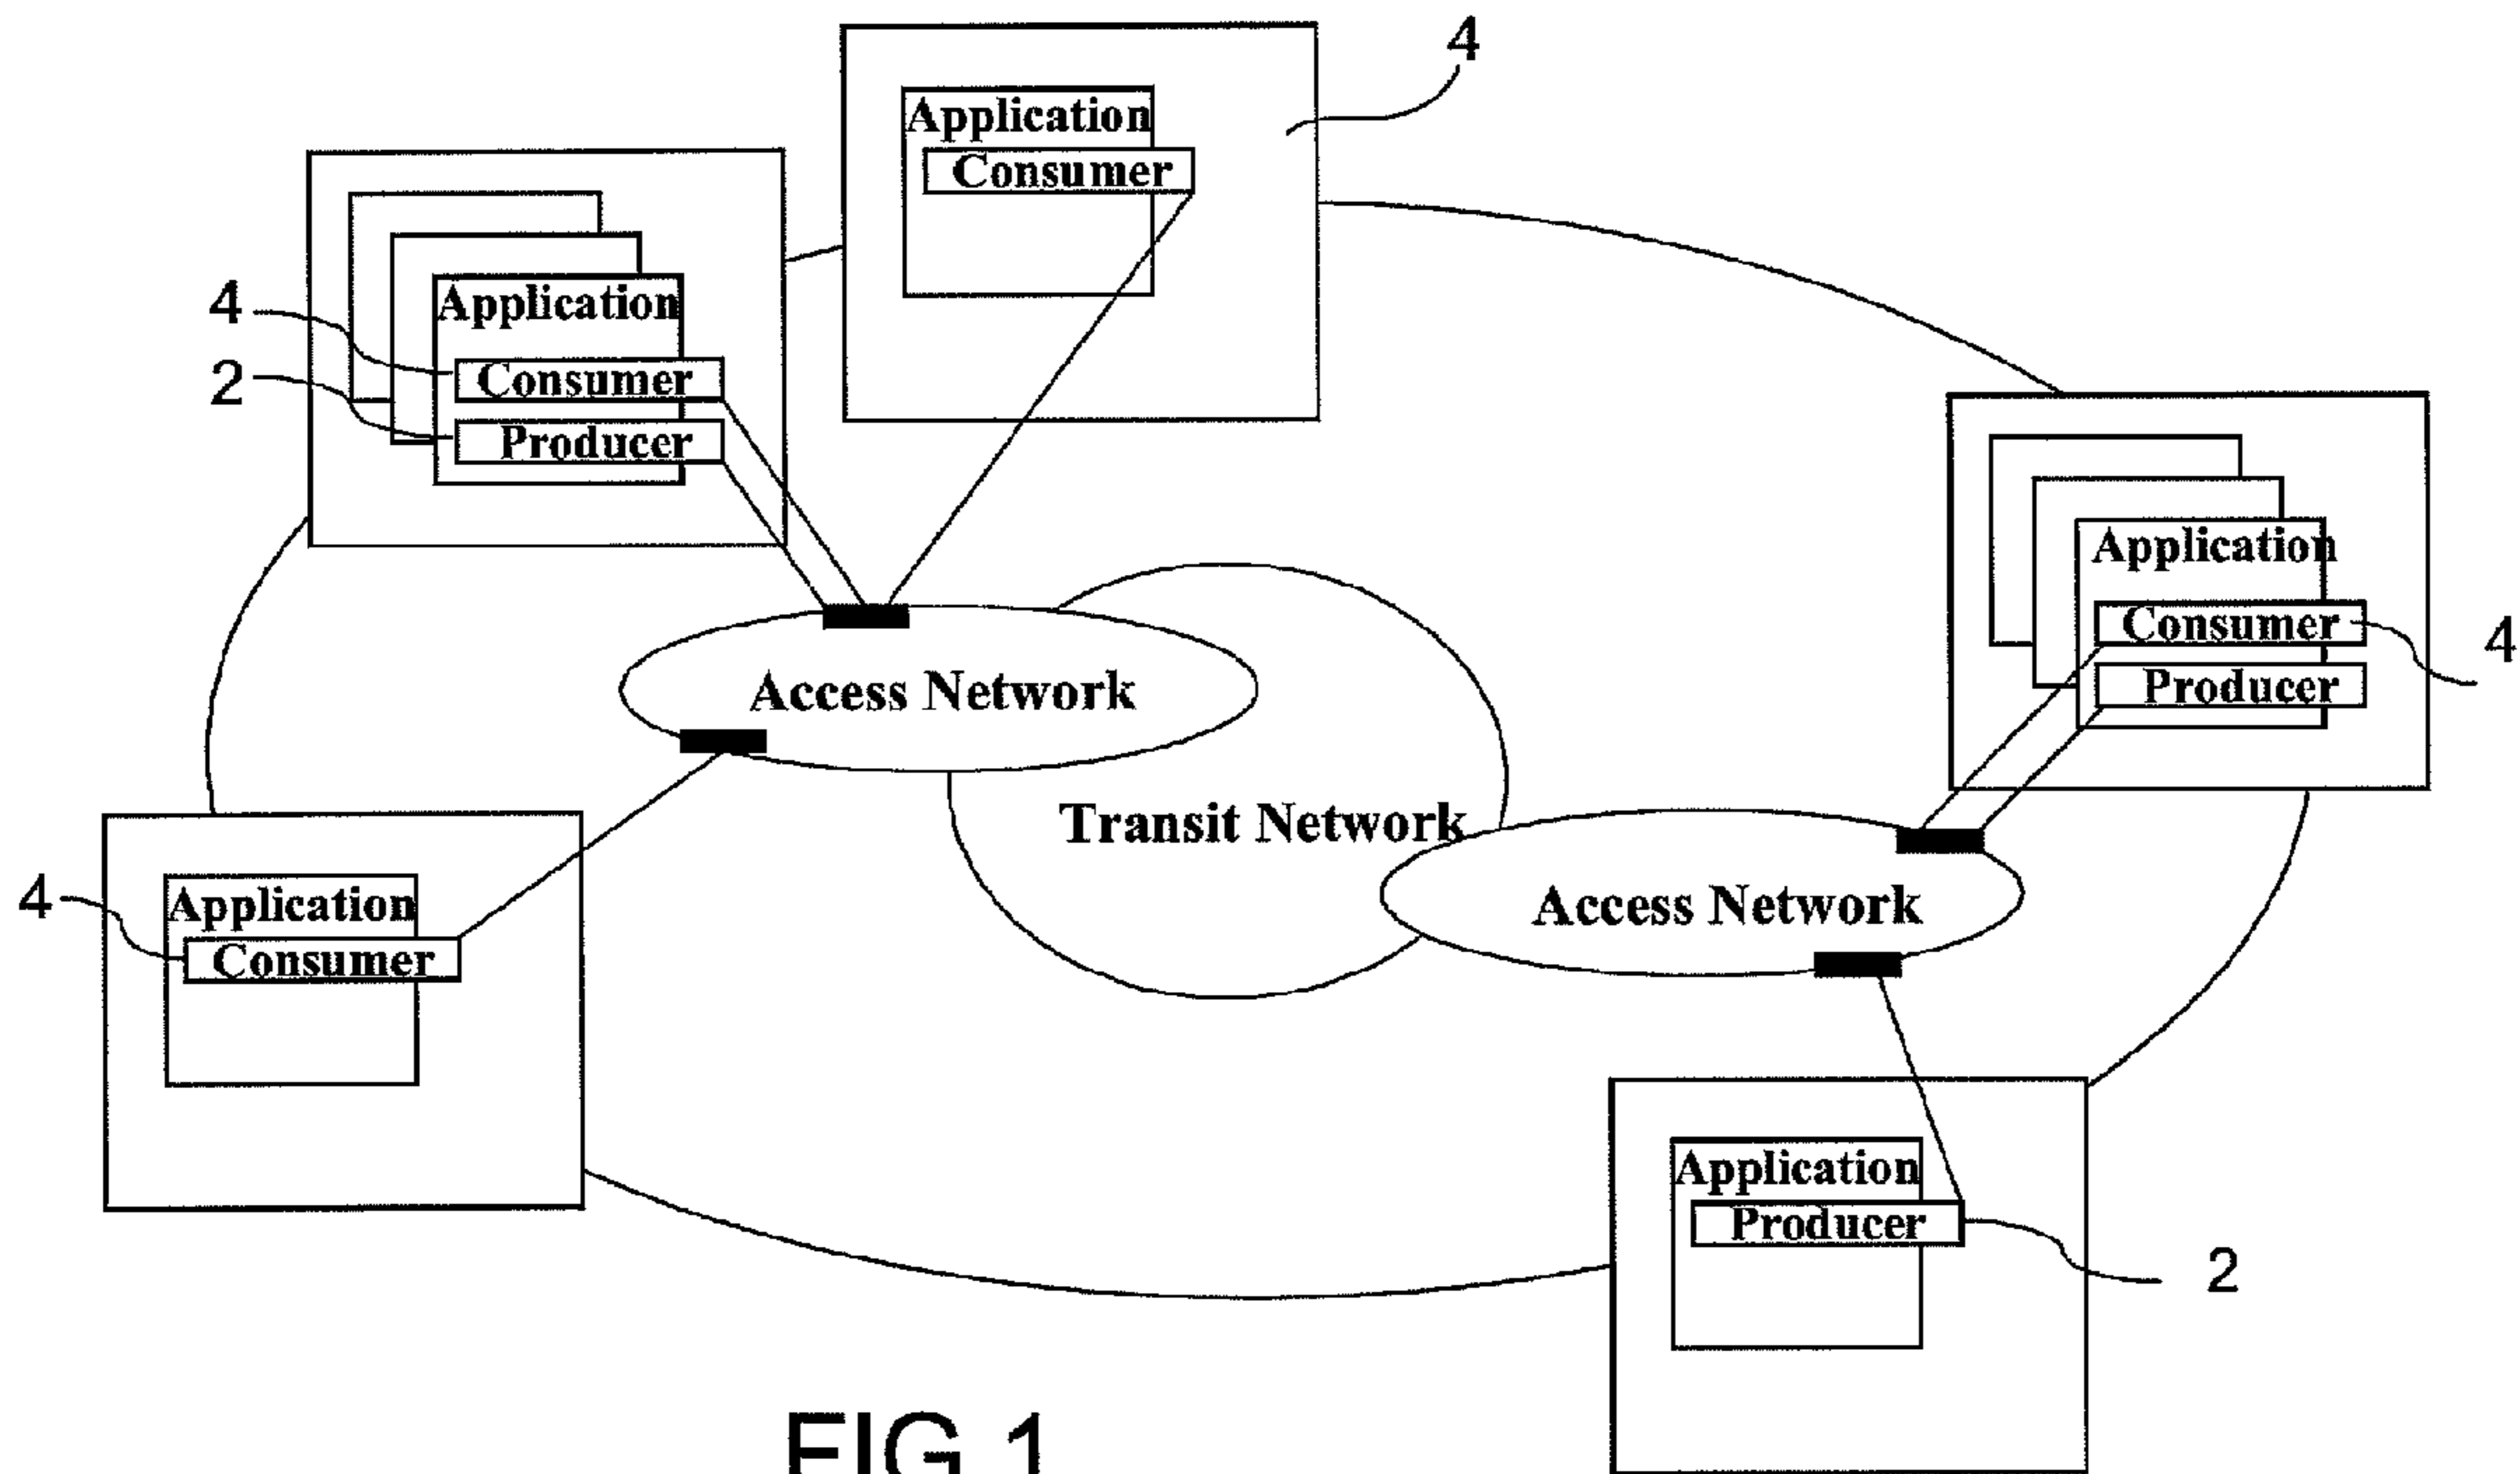 4
Application
Consumer
4
Application
2
Consumer
Producer
Application
Consumer
4
Producer
Access Network
Transit Network
Access Network
4
Application
Consumer
Application
Producer
2
FIG 1